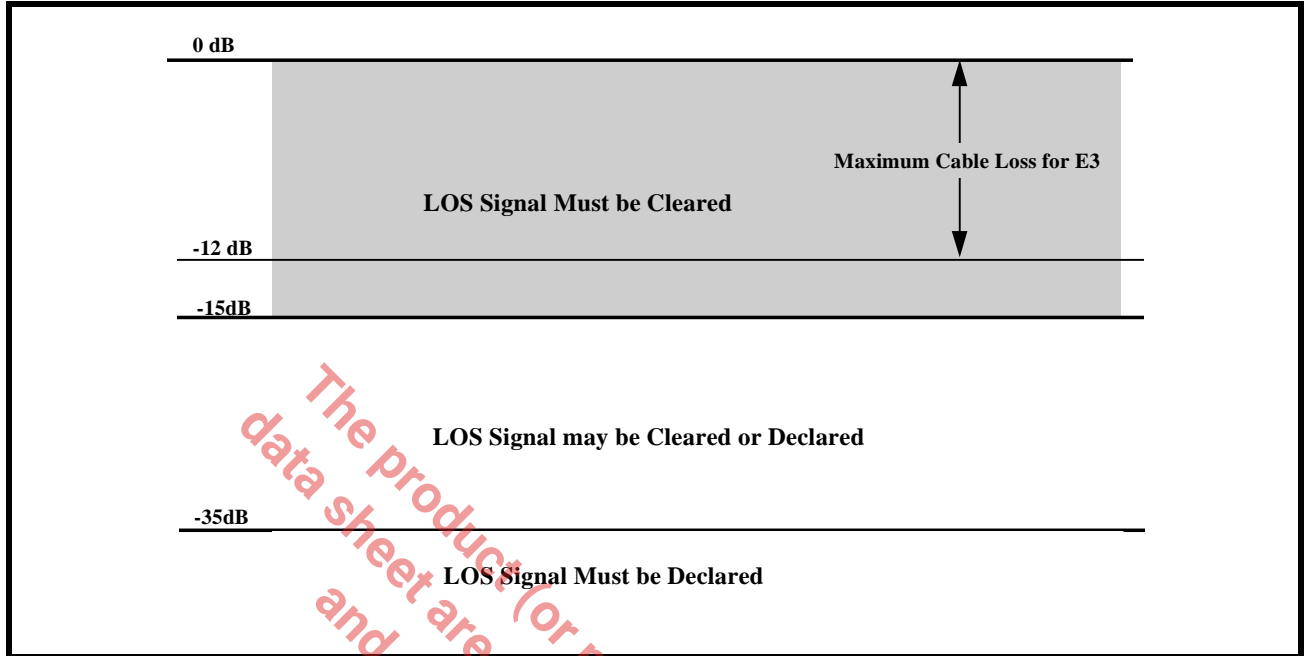 0 dB
Maximum Cable Loss for E3
LOS Signal Must be Cleared
-12 dB
-15dB
LOS Signal may be Cleared or Declared
-35dB
LOS Signal Must be Declared
The product (or
data sheet are
and